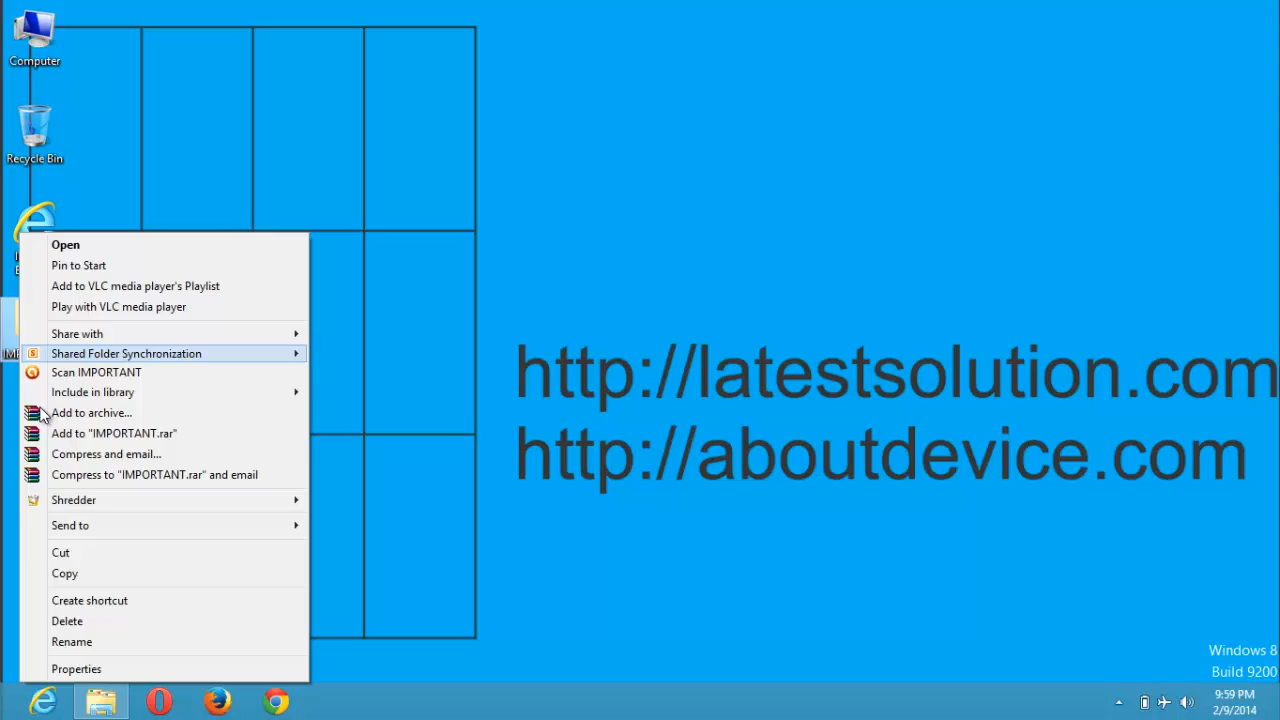 Computer
Recycle Bin
Open
Pin to Start
Add to VLC media player's Playlist
Play with VLC media player
Share with
Shared Folder Synchronization
Scan IMPORTANT
Include in library
Add to archive...
Add to "IMPORTANT.rar"
Compress and email...
Compress to "IMPORTANT.rar" and email
Shredder
Send to
Cut
Copy
Create shortcut
Delete
Rename
Properties
http://latestsolution.com
http://aboutdevice.com
Windows 8
Build 9200
9:59 PM
2/9/2014